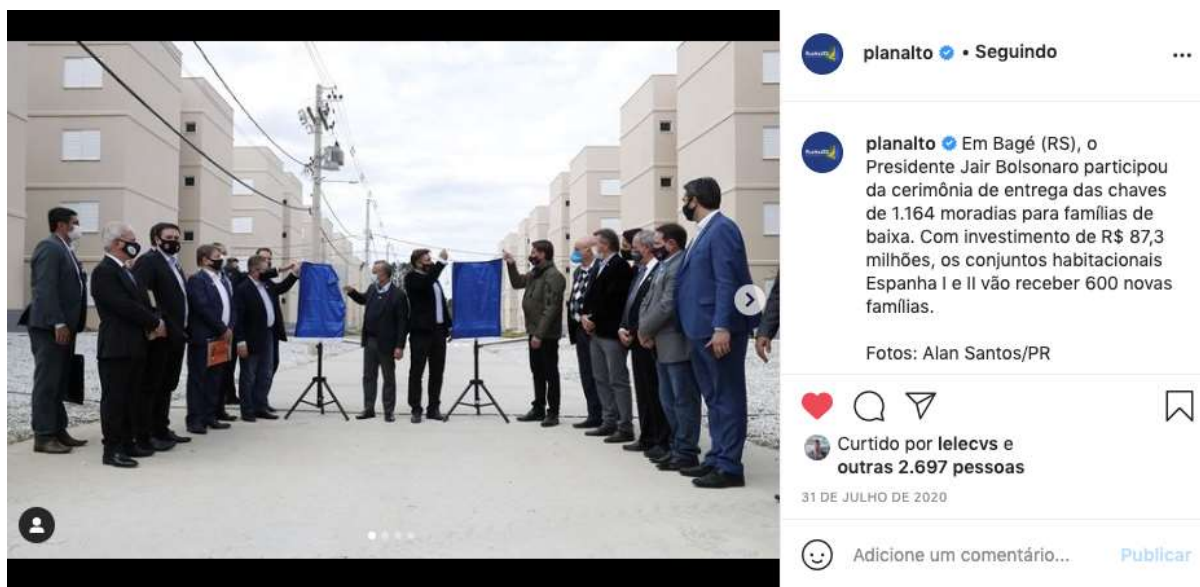 planalto • Seguindo
planalto Em Bagé (RS), o
Presidente Jair Bolsonaro participou
da cerimônia de entrega das chaves
de 1.164 moradias para famílias de
baixa. Com investimento de R$ 87,3
milhões, os conjuntos habitacionais
Espanha I e II vão receber 600 novas
famílias.
Fotos: Alan Santos/PR
Curtido por lelecvs e
outras 2.697 pessoas
31 DE JULHO DE 2020
Adicione um comentário... Publicar